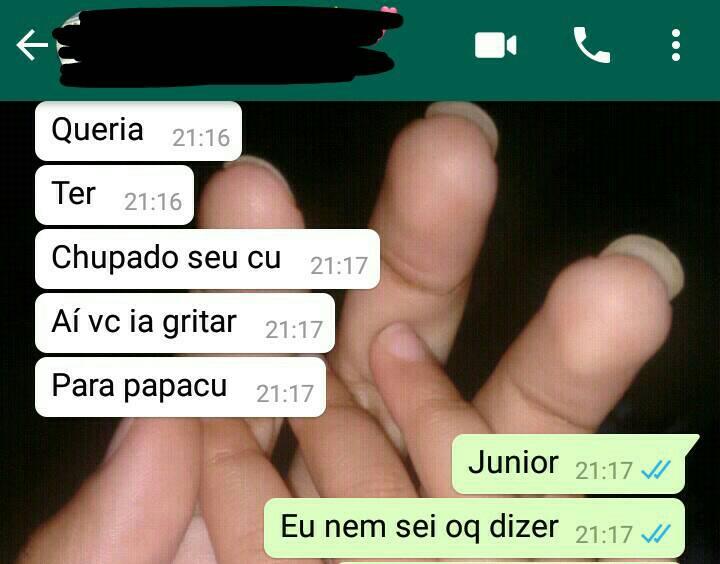 Queria 21:16
Ter 21:16
Chupado seu cu 21:17
Aí vc ia gritar 21:17
Para papacu 21:17
Junior 21:17
Eu nem sei oq dizer 21:17